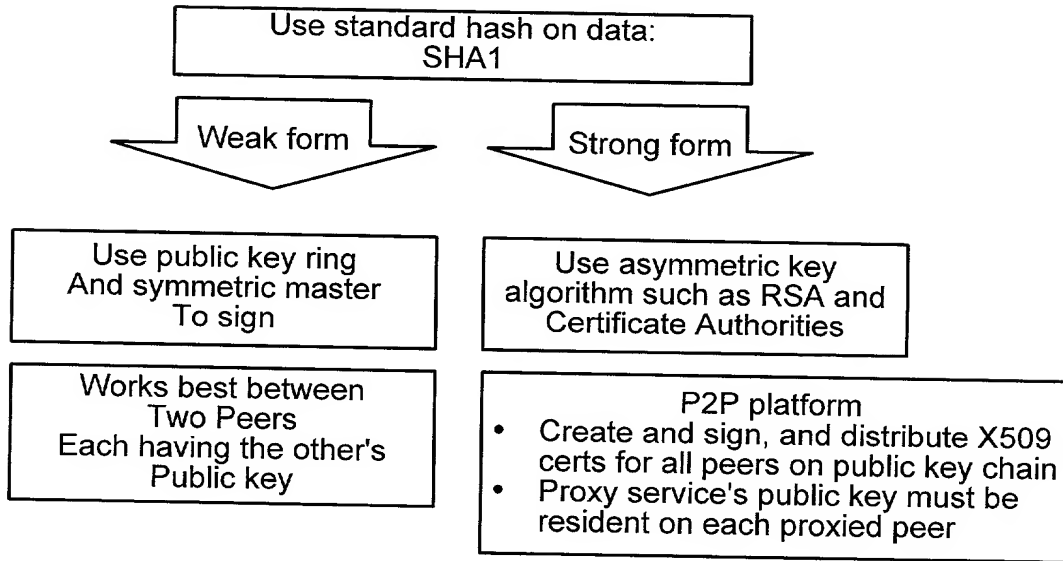 Use standard hash on data:
SHA1
Weak form
Strong form
Use public key ring
And symmetric master
To sign
Use asymmetric key
algorithm such as RSA and
Certificate Authorities
Works best between
Two Peers
Each having the other's
Public key
P2P platform
• Create and sign, and distribute X509
certs for all peers on public key chain
• Proxy service's public key must be
resident on each proxied peer